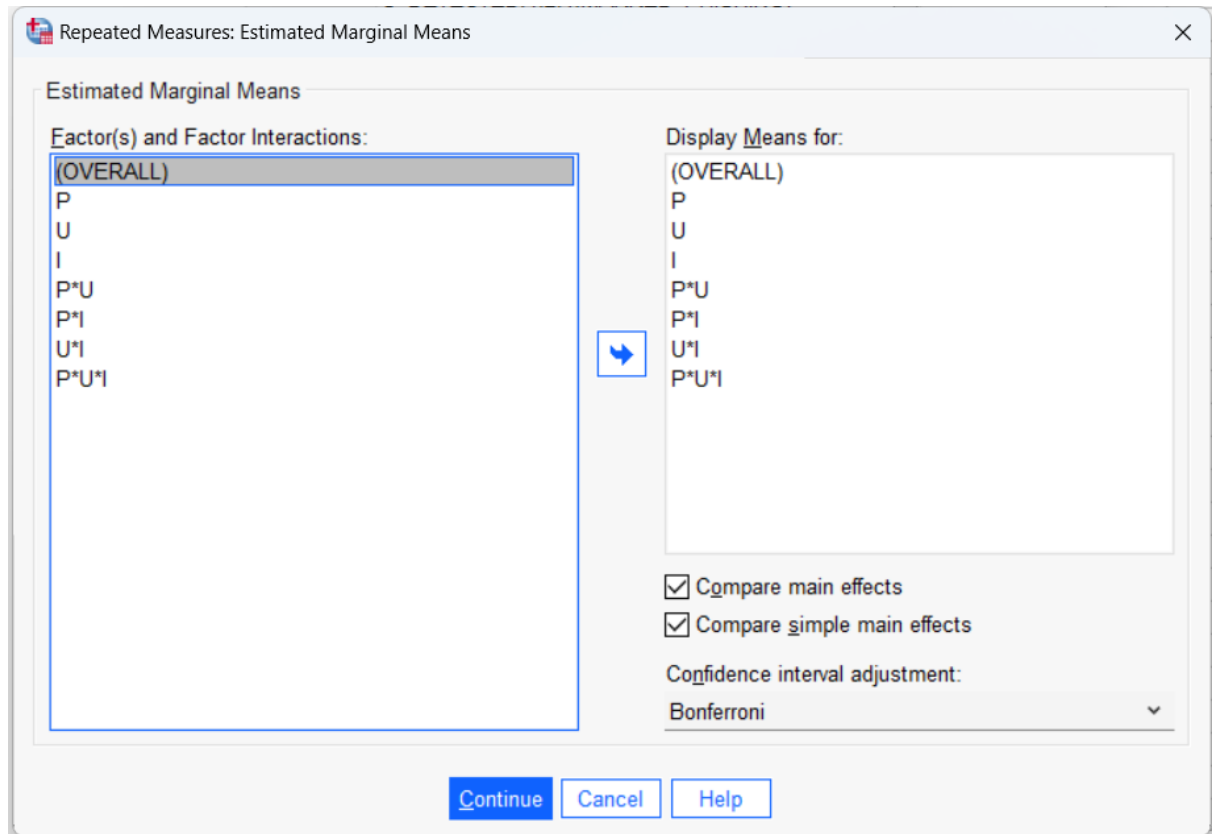 Repeated Measures: Estimated Marginal Means
Estimated Marginal Means
Factor(s) and Factor Interactions:
(OVERALL)
P
U
I
P*U
P*I
U*I
P*U*I
Display Means for:
(OVERALL)
P
U
I
P*U
P*I
U*I
P*U*I
Compare main effects
Compare simple main effects
Confidence interval adjustment:
Bonferroni
Continue
Cancel
Help